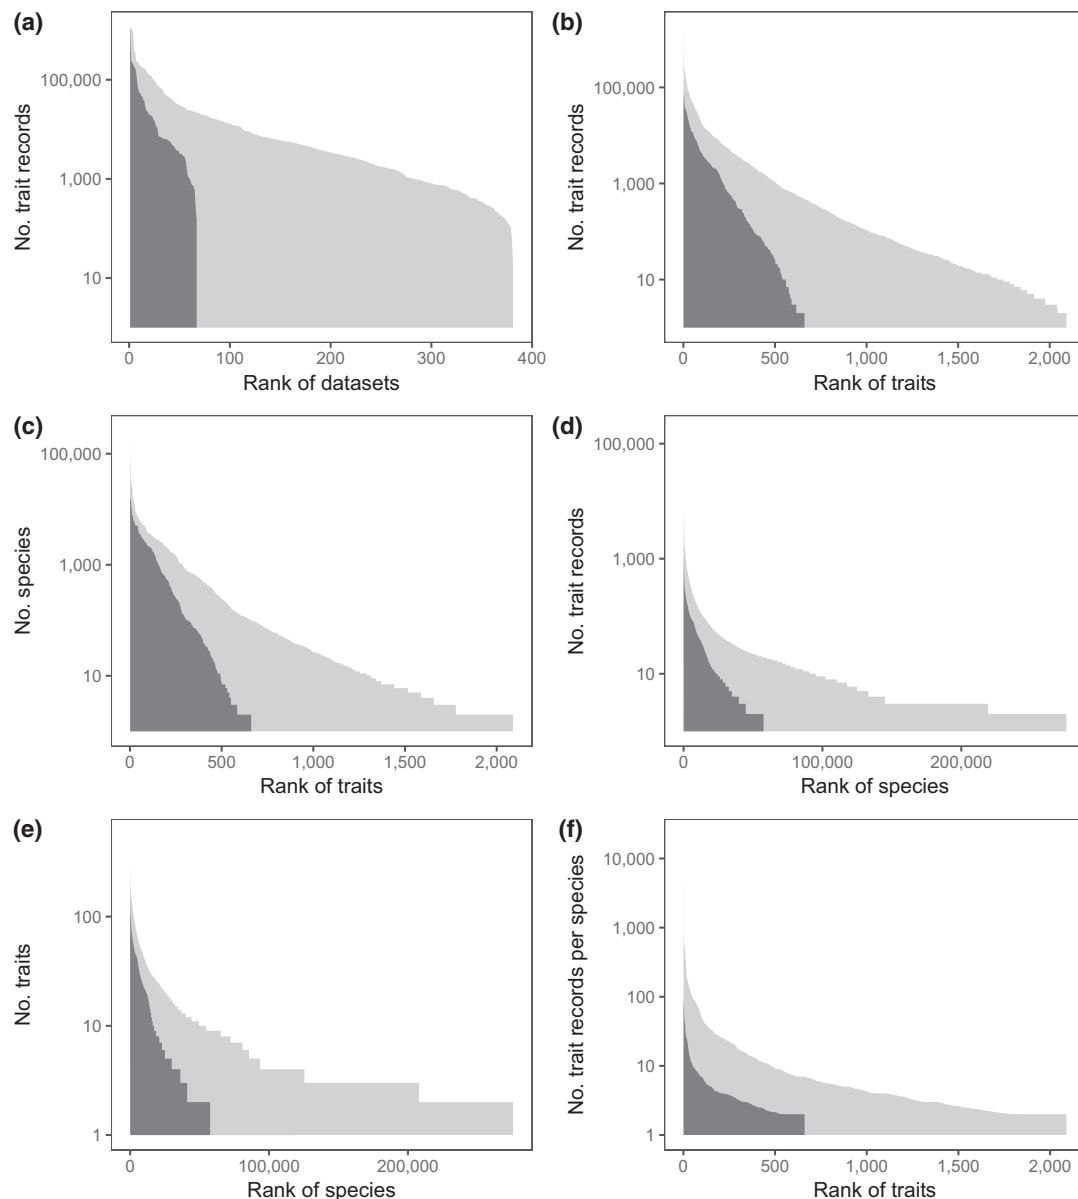 (a)
No. trait records
100,000
1,000
10
0 100 200 300 400
Rank of datasets
(b)
No. trait records
100,000
1,000
10
0 500 1,000 1,500 2,000
Rank of traits
(c)
No. species
100,000
1,000
10
0 500 1,000 1,500 2,000
Rank of traits
(d)
No. trait records
100,000
1,000
10
0 100,000 200,000
Rank of species
(e)
No. traits
100
10
1
0 100,000 200,000
Rank of species
(f)
No. trait records per species
10,000
1,000
100
10
1
0 500 1,000 1,500 2,000
Rank of traits